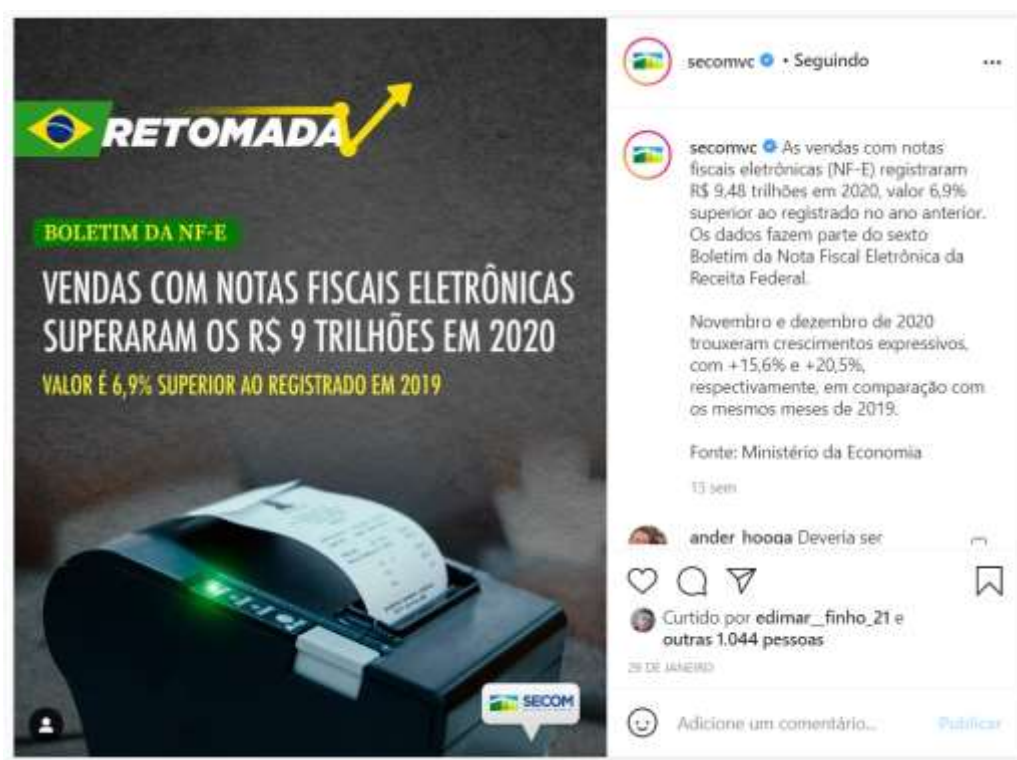 RETOMADA
BOLETIM DA NF-E
VENDAS COM NOTAS FISCAIS ELETRÔNICAS
SUPERARAM OS R$ 9 TRILHÕES EM 2020
VALOR É 6,9% SUPERIOR AO REGISTRADO EM 2019
SECOM
secomvc • Seguindo
secomvc As vendas com notas
fiscais eletrônicas (NF-E) registraram
R$ 9,48 trilhões em 2020, valor 6,9%
superior ao registrado no ano anterior.
Os dados fazem parte do sexto
Boletim da Nota Fiscal Eletrônica da
Receita Federal.
Novembro e dezembro de 2020
trouxeram crescimentos expressivos,
com +15,6% e +20,5%,
respectivamente, em comparação com
os mesmos meses de 2019.
Fonte: Ministério da Economia
13 sem
ander_hooga Deveria ser
Curtido por edimar__finho_21 e
outras 1.044 pessoas
29 DE JANEIRO
Adicione um comentário... Publicar